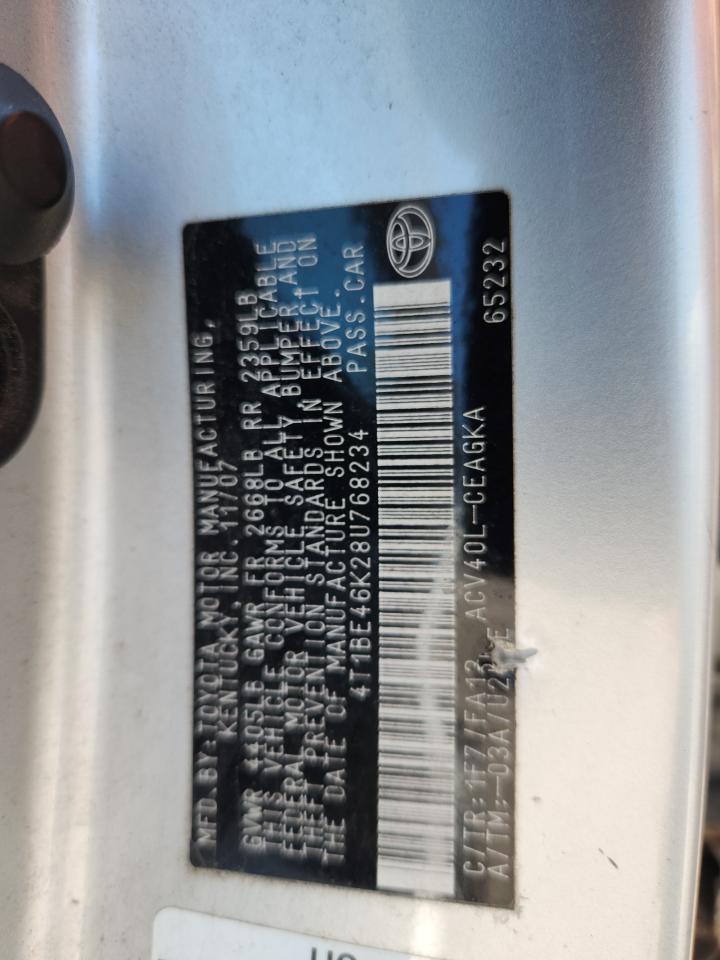 MFD. BY: TOYOTA MOTOR MANUFACTURING,
KENTUCKY, INC. 11/07
GVWR 4405LB GAWR FR 2668LB RR 2359LB
THIS VEHICLE CONFORMS TO ALL APPLICABLE
FEDERAL MOTOR VEHICLE SAFETY BUMPER, AND
THEFT PREVENTION STANDARDS IN EFFECT ON
THE DATE OF MANUFACTURE SHOWN ABOVE.
4T1BE46K28U768234 PASS.CAR
C/TR:1F7/FA13 ACV40L-CEAGKA
A/TM:-03A/ 65232